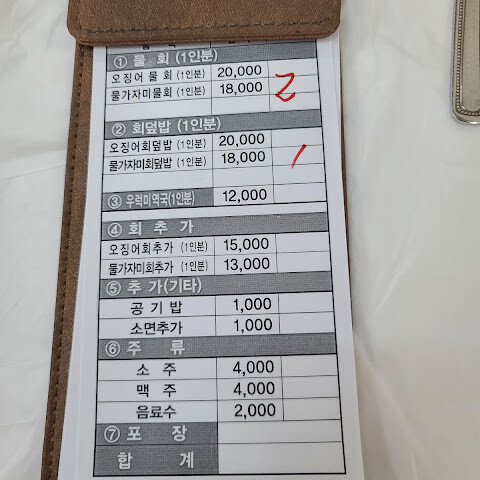 ① 물 회 (1인분)
오징어 물 회 (1인분) 20,000
물가자미물회 (1인분) 18,000 2
② 회덮밥 (1인분)
오징어회덮밥 (1인분) 20,000
물가자미회덮밥 (1인분) 18,000 1
③ 우럭미역국(1인분) 12,000
④ 회 추 가
오징어회추가 (1인분) 15,000
물가자미회추가 (1인분) 13,000
⑤ 추 가(기타)
공 기 밥 1,000
소면추가 1,000
⑥ 주 류
소 주 4,000
맥 주 4,000
음료수 2,000
⑦ 포 장
합 계